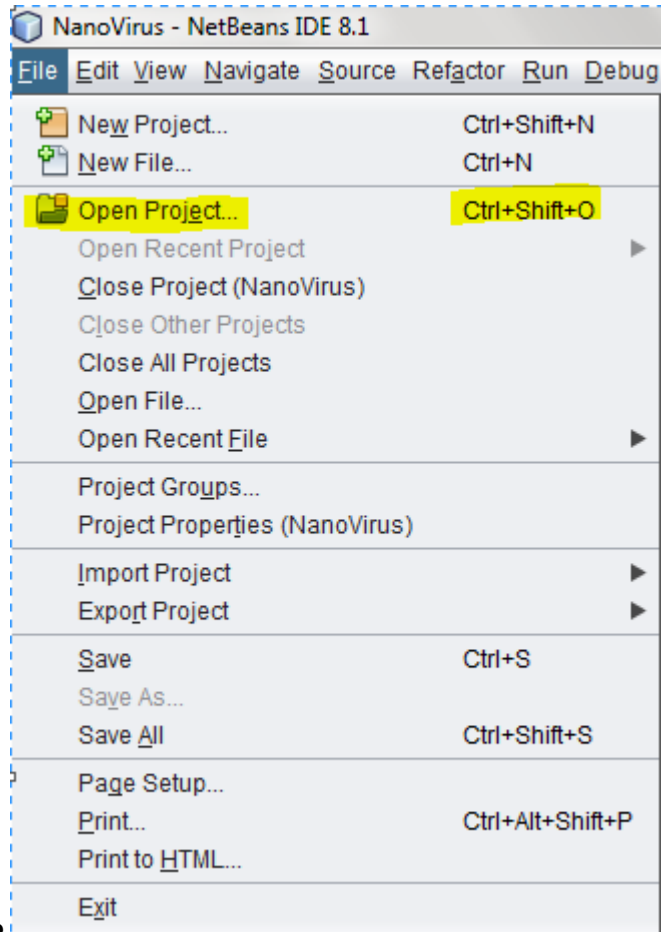 NanoVirus - NetBeans IDE 8.1
File Edit View Navigate Source Refactor Run Debug
New Project... Ctrl+Shift+N
New File... Ctrl+N
Open Project... Ctrl+Shift+O
Open Recent Project
Close Project (NanoVirus)
Close Other Projects
Close All Projects
Open File...
Open Recent File
Project Groups...
Project Properties (NanoVirus)
Import Project
Export Project
Save Ctrl+S
Save As...
Save All Ctrl+Shift+S
Page Setup...
Print... Ctrl+Alt+Shift+P
Print to HTML...
Exit